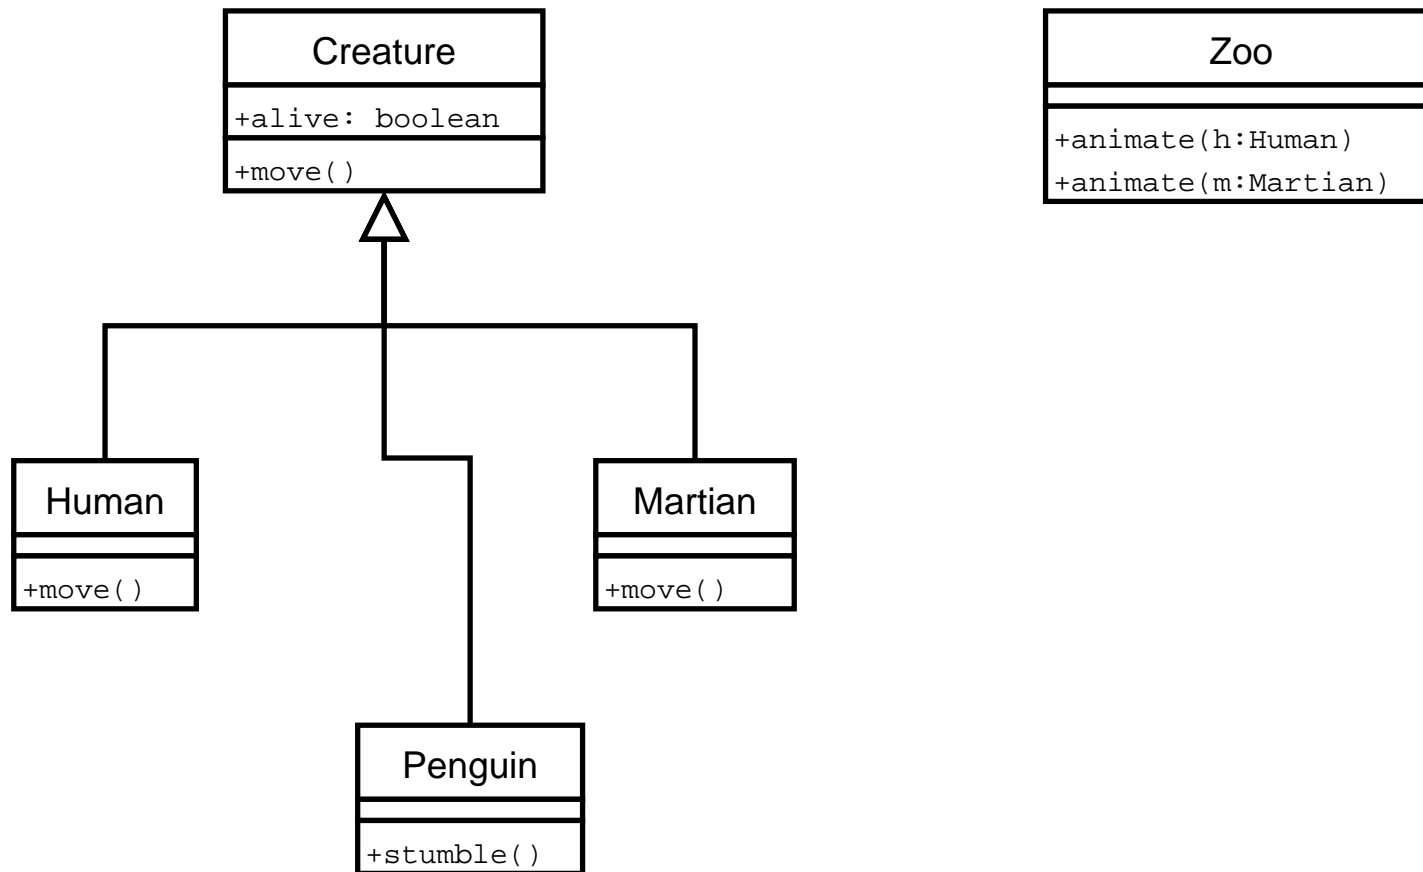 Creature
+alive: boolean
+move()
Zoo
+animate(h:Human)
+animate(m:Martian)
Human
+move()
Martian
+move()
Penguin
+stumble()